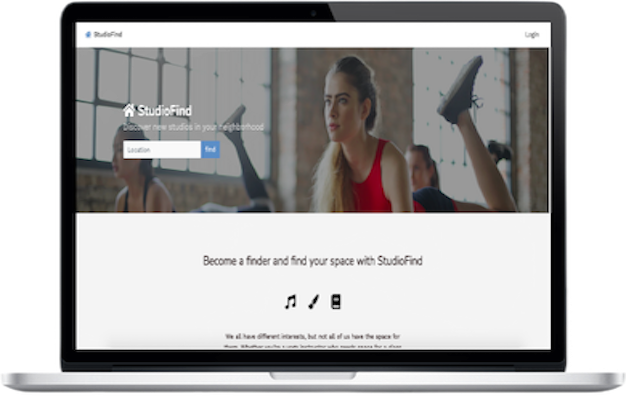 StudioFind
Login
StudioFind
Discover new studios in your neighborhood
Location
find
Become a finder and find your space with StudioFind
We all have different interests, but not all of us have the space for
them. Whether you're a yoga instructor who needs space for a class